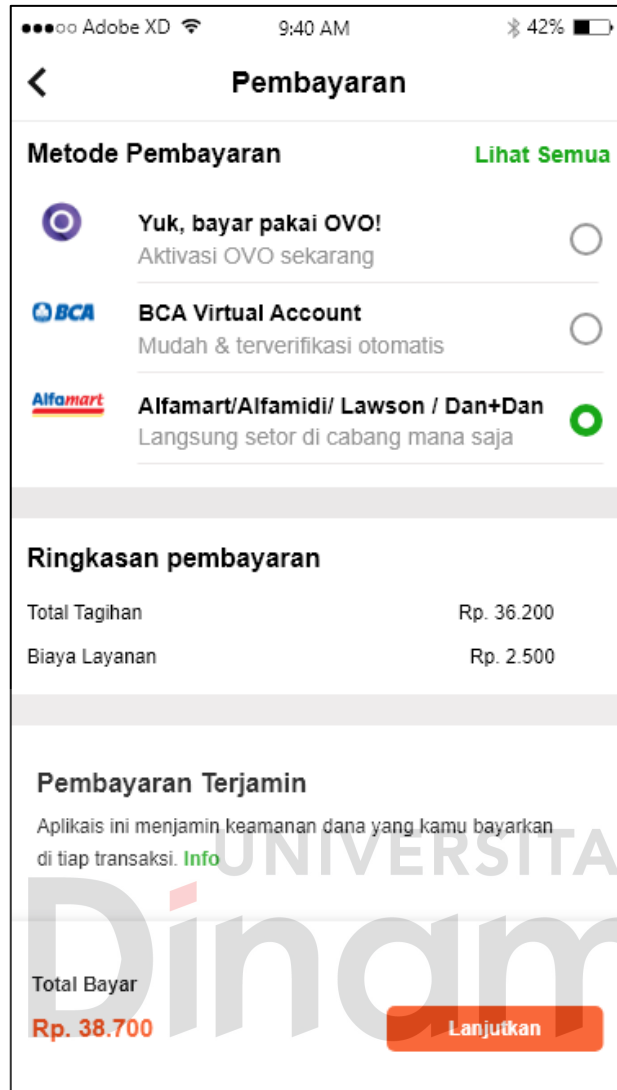 Adobe XD 9:40 AM 42%
Pembayaran
Metode Pembayaran Lihat Semua
Yuk, bayar pakai OVO!
Aktivasi OVO sekarang
BCA BCA Virtual Account
Mudah & terverifikasi otomatis
Alfamart Alfamart/Alfamidi/ Lawson / Dan+Dan
Langsung setor di cabang mana saja
Ringkasan pembayaran
Total Tagihan Rp. 36.200
Biaya Layanan Rp. 2.500
Pembayaran Terjamin
Aplikais ini menjamin keamanan dana yang kamu bayarkan
di tiap transaksi. Info
UNIVERSITA
Dinam
Total Bayar
Rp. 38.700 Lanjutkan